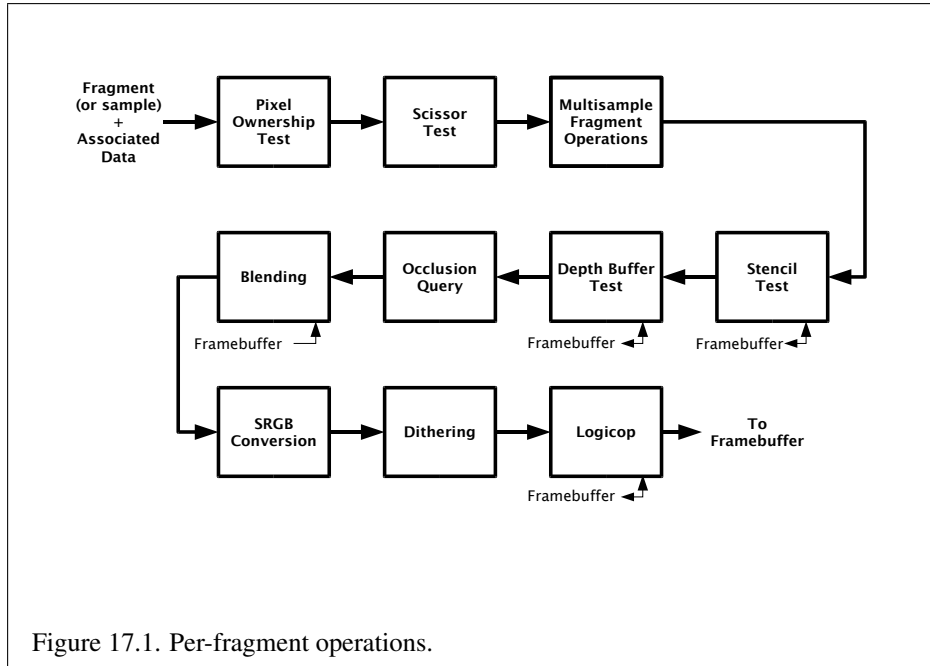 Fragment
(or sample)
+
Associated
Data
Pixel
Ownership
Test
Scissor
Test
Multisample
Fragment
Operations
Blending
Occlusion
Query
Depth Buffer
Test
Stencil
Test
Framebuffer
Framebuffer
Framebuffer
SRGB
Conversion
Dithering
Logicop
To
Framebuffer
Framebuffer
Figure 17.1. Per-fragment operations.